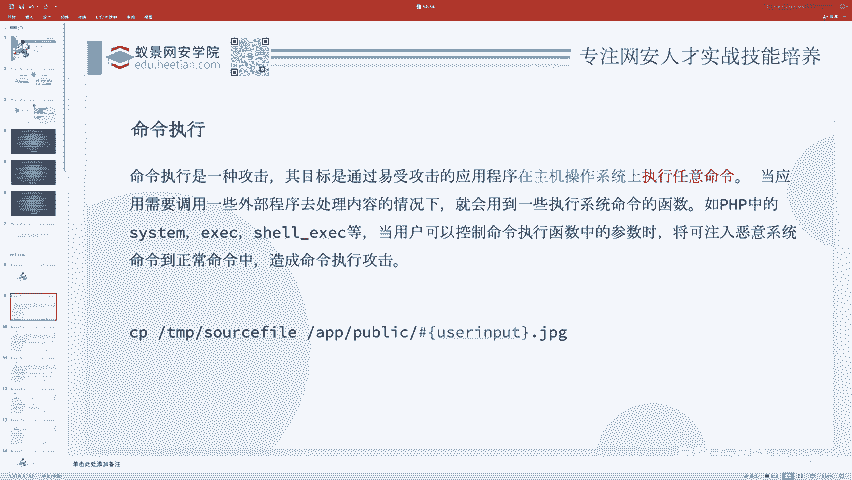 蚁景网安学院
edu.heetian.com
专注网安人才实战技能培养
命令执行
命令执行是一种攻击，其目标是通过易受攻击的应用程序在主机操作系统上执行任意命令。 当应
用需要调用一些外部程序去处理内容的情况下，就会用到一些执行系统命令的函数。如PHP中的
system，exec，shell_exec等，当用户可以控制命令执行函数中的参数时，将可注入恶意系统
命令到正常命令中，造成命令执行攻击。
cp /tmp/sourcefile /app/public/#{userinput}.jpg
单击此处添加备注